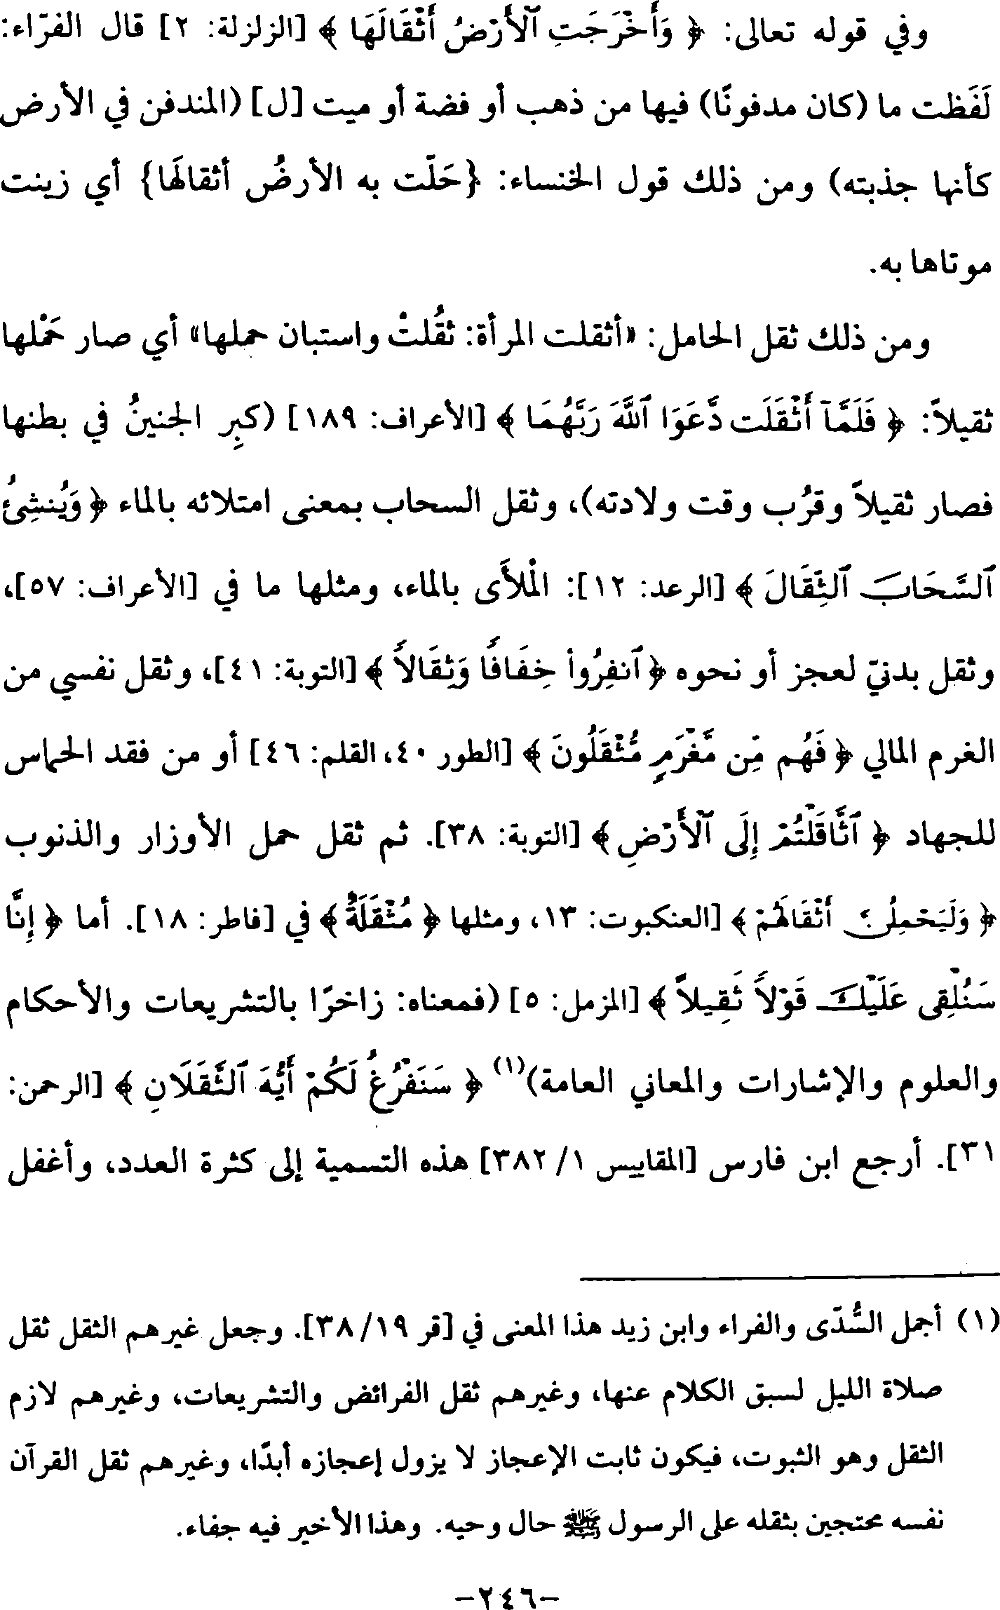 وفي قوله تعالى: ﴿ وَأَخْرَجَتِ ٱلْأَرْضُ أَثْقَالَهَا ﴾ [الزلزلة: ٢] قال الفرّاء:
لَفَظت ما (كان مدفونًا) فيها من ذهب أو فضة أو ميت [ل] (المندفن في الأرض
كأنها جذبته) ومن ذلك قول الخنساء: {حَلّت به الأرضُ أثقالهَا} أي زينت
موتاها به.
ومن ذلك ثقل الحامل: «أثقلت المرأة: ثقُلتْ واستبان حملها» أي صار حَمْلها
ثقيلاً: ﴿ فَلَمَّآ أَثْقَلَت دَّعَوَا ٱللَّهَ رَبَّهُمَا ﴾ [الأعراف: ١٨٩] (كبِر الجنينُ في بطنها
فصار ثقيلاً وقرُب وقت ولادته)، وثقل السحاب بمعنى امتلائه بالماء ﴿ وَيُنشِئُ
ٱلسَّحَابَ ٱلثِّقَالَ ﴾ [الرعد: ١٢]: الْملأَى بالماء، ومثلها ما في [الأعراف: ٥٧]،
وثقل بدنيّ لعجز أو نحوه ﴿ ٱنفِرُواْ خِفَافًا وَثِقَالاً ﴾ [التوبة: ٤١]، وثقل نفسي من
الغرم المالي ﴿ فَهُم مِّن مَّغْرَمٍ مُّثْقَلُونَ ﴾ [الطور ٤٠، القلم: ٤٦] أو من فقد الحماس
للجهاد ﴿ ٱثَّاقَلْتُمْ إِلَى ٱلْأَرْضِ ﴾ [التوبة: ٣٨]. ثم ثقل حمل الأوزار والذنوب
﴿ وَلَيَحْمِلُنَّ أَثْقَالَهُمْ ﴾ [العنكبوت: ١٣، ومثلها ﴿ مُثْقَلَةٌ ﴾ في [فاطر: ١٨]. أما ﴿ إِنَّا
سَنُلْقِى عَلَيْكَ قَوْلاً ثَقِيلاً ﴾ [المزمل: ٥] (فمعناه: زاخرًا بالتشريعات والأحكام
والعلوم والإشارات والمعاني العامة)(١) ﴿ سَنَفْرُغُ لَكُمْ أَيُّهَ ٱلثَّقَلَانِ ﴾ [الرحمن:
٣١]. أرجع ابن فارس [المقاييس ١/ ٣٨٢] هذه التسمية إلى كثرة العدد، وأغفل
(١) أجمل السُّدّى والفراء وابن زيد هذا المعنى في [قر ١٩/ ٣٨]. وجعل غيرهم الثقل ثقل
صلاة الليل لسبق الكلام عنها، وغيرهم ثقل الفرائض والتشريعات، وغيرهم لازم
الثقل وهو الثبوت، فيكون ثابت الإعجاز لا يزول إعجازه أبدًا، وغيرهم ثقل القرآن
نفسه محتجين بثقله على الرسول ﷺ حال وحيه. وهذا الأخير فيه جفاء.
-٢٤٦-